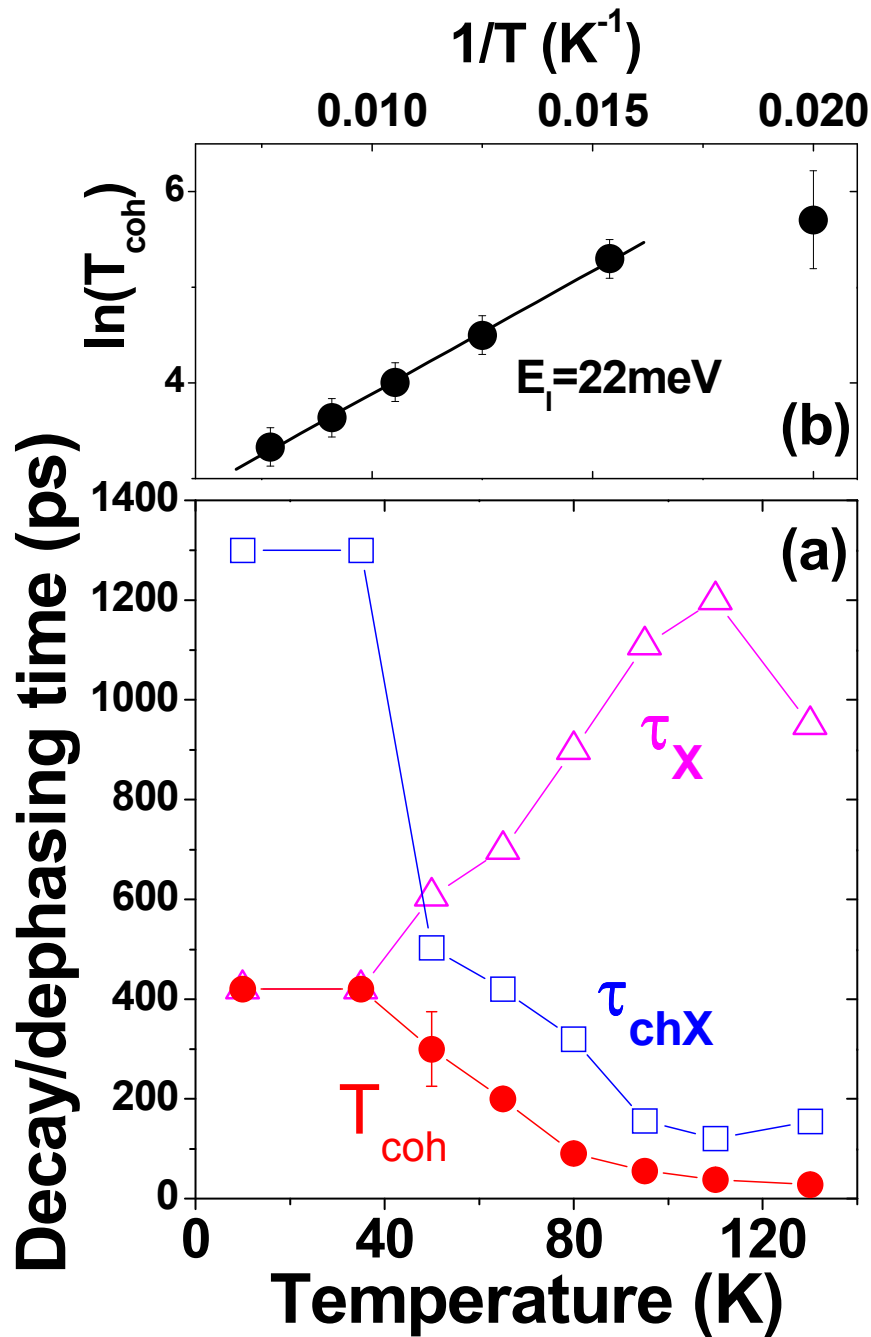 1/T (K⁻¹)
0.010 0.015 0.020
ln(T_coh)
6
4
E_I=22meV
(b)
Decay/dephasing time (ps)
1400
1200
1000
800
600
400
200
0
(a)
τ_X
τ_chX
T_coh
0 40 80 120
Temperature (K)